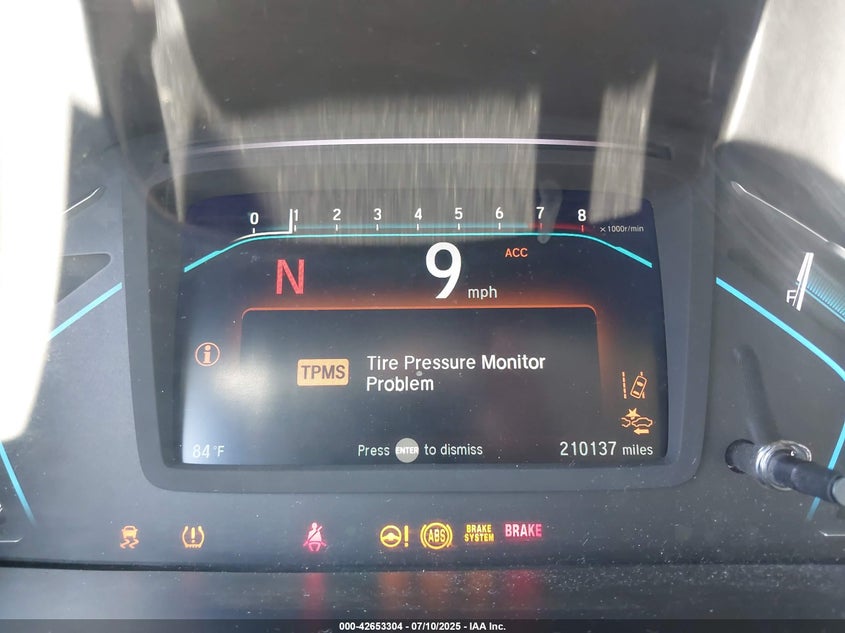 0 1 2 3 4 5 6 7 8
×1000r/min
ACC
N 9 mph
F
TPMS Tire Pressure Monitor
Problem
84°F Press ENTER to dismiss 210137 miles
! ! ABS BRAKE SYSTEM BRAKE
000-42653304 - 07/10/2025 - IAA Inc.